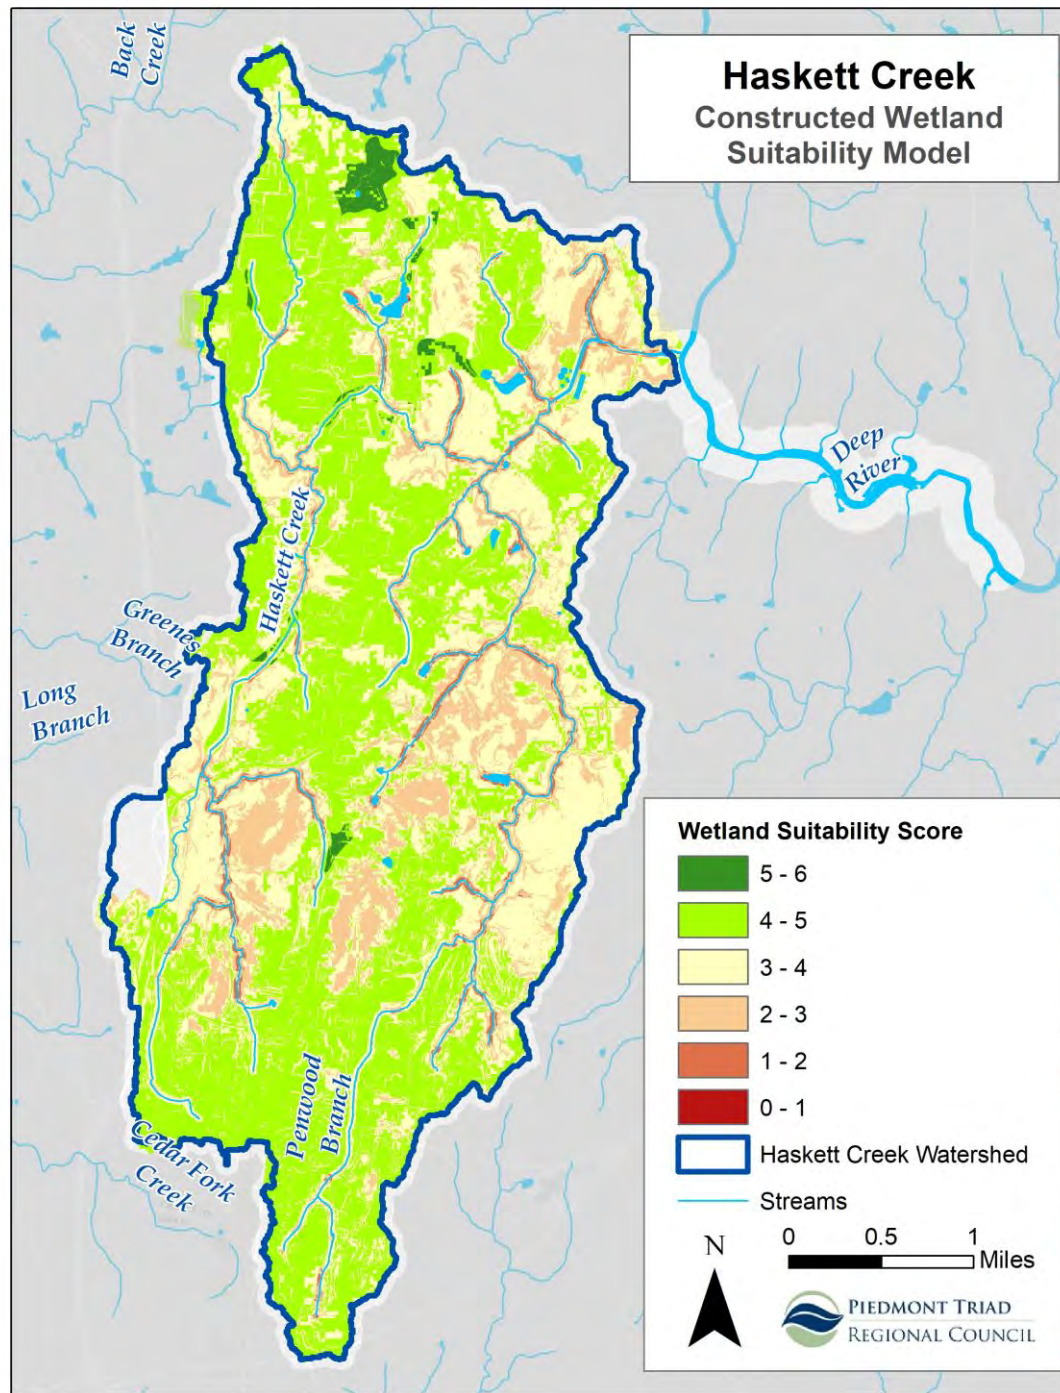 Haskett Creek
Constructed Wetland
Suitability Model
Back
Creek
Deep
River
Haskett Creek
Greenes
Branch
Long
Branch
Penwood
Branch
Cedar Fork
Creek
Wetland Suitability Score
5 - 6
4 - 5
3 - 4
2 - 3
1 - 2
0 - 1
Haskett Creek Watershed
Streams
N
0 0.5 1
Miles
PIEDMONT TRIAD
REGIONAL COUNCIL